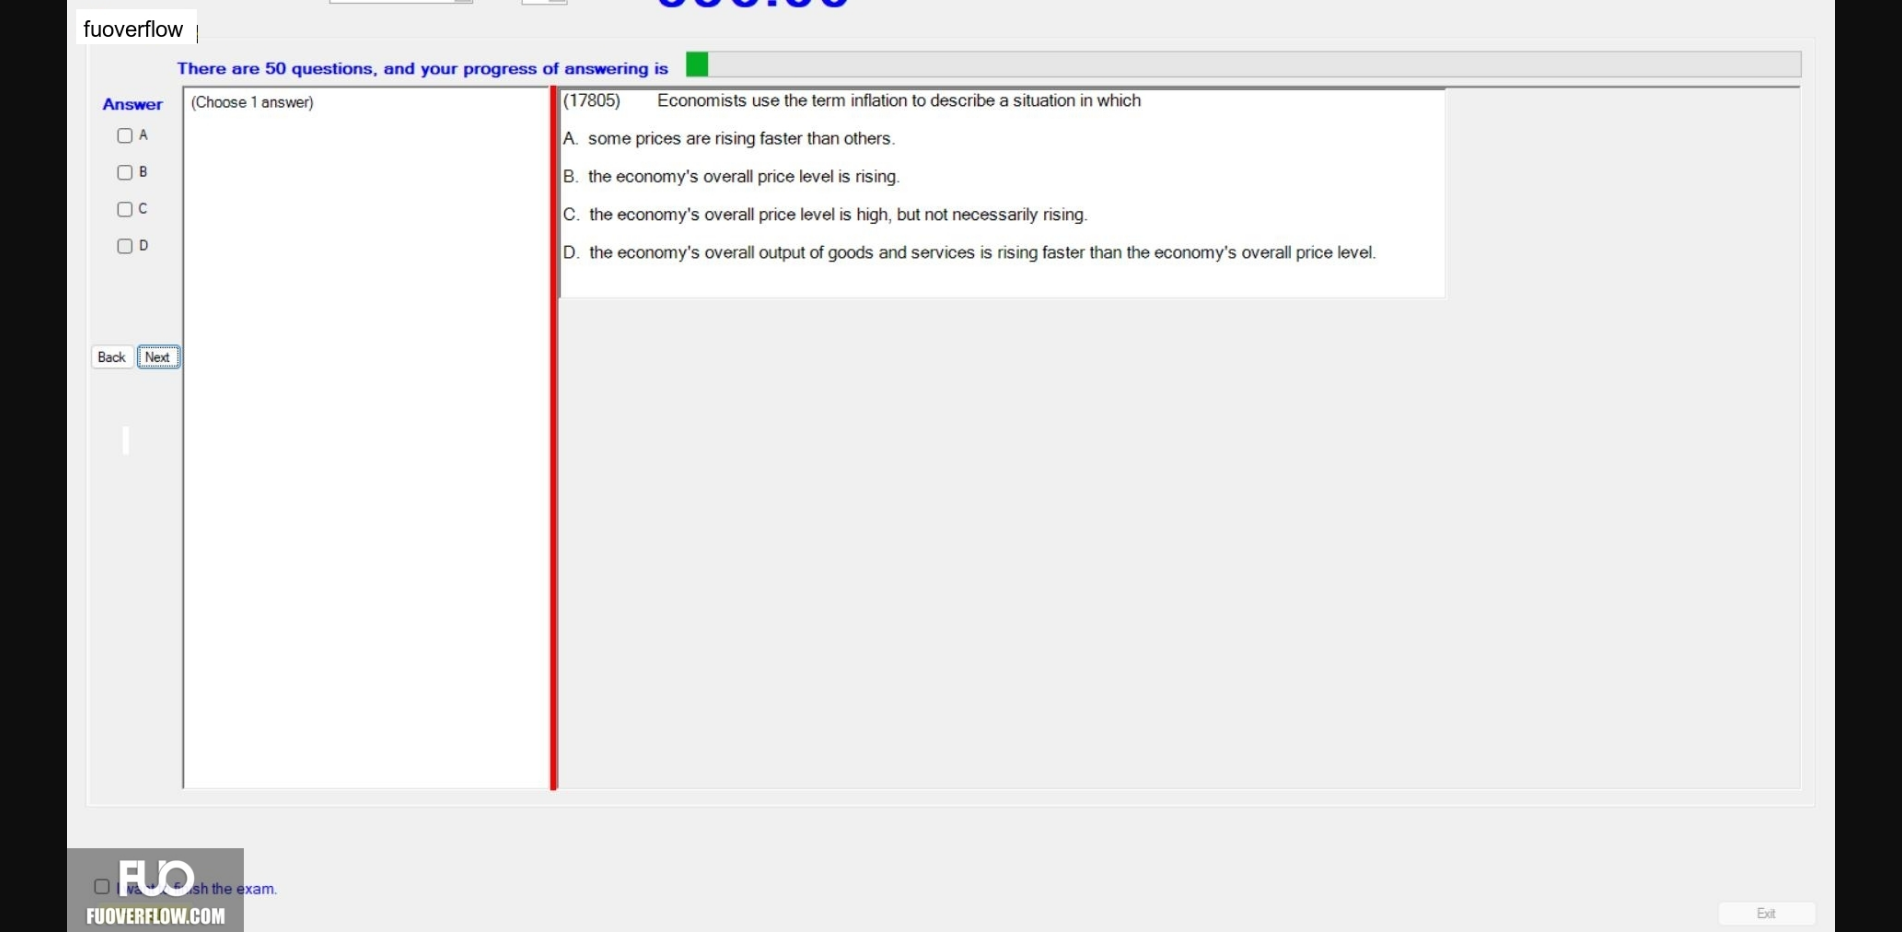 fuoverflow
There are 50 questions, and your progress of answering is
Answer
A
B
C
D
Back Next
(Choose 1 answer)
(17805) Economists use the term inflation to describe a situation in which
A. some prices are rising faster than others.
B. the economy's overall price level is rising.
C. the economy's overall price level is high, but not necessarily rising.
D. the economy's overall output of goods and services is rising faster than the economy's overall price level.
FUO
I want finish the exam.
FUOVERFLOW.COM
Exit